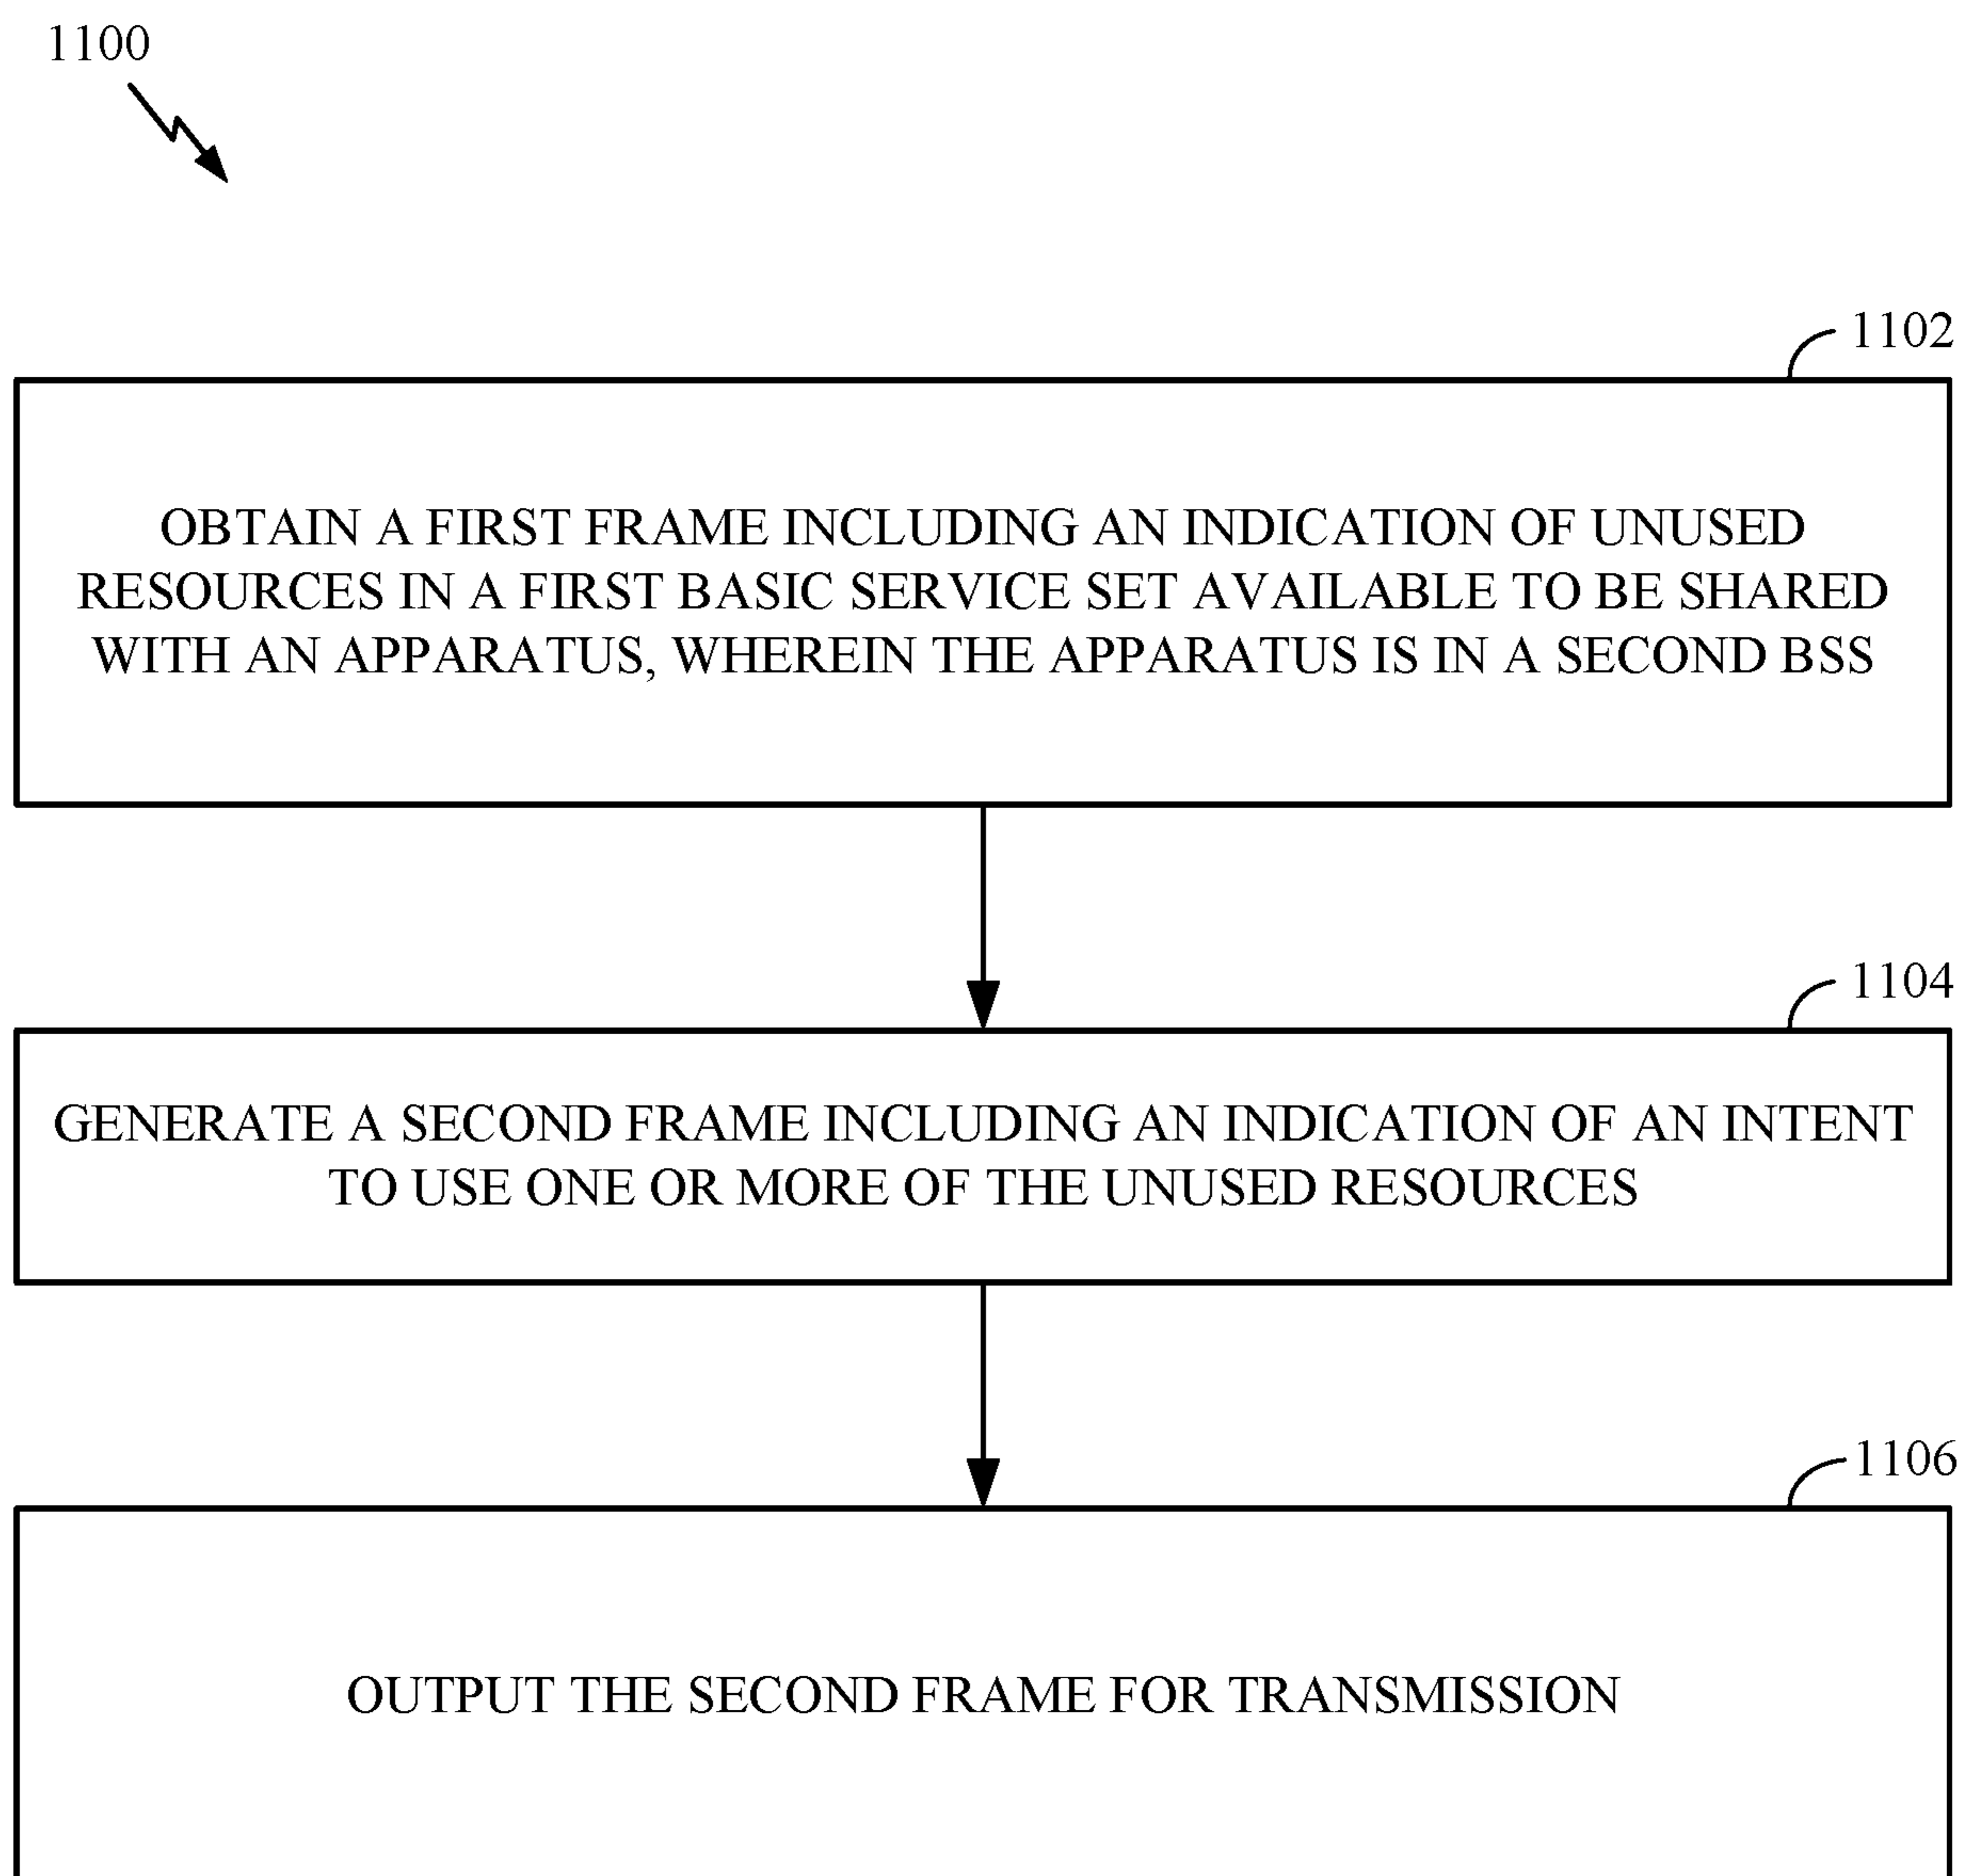 1100
1102
OBTAIN A FIRST FRAME INCLUDING AN INDICATION OF UNUSED
RESOURCES IN A FIRST BASIC SERVICE SET AVAILABLE TO BE SHARED
WITH AN APPARATUS, WHEREIN THE APPARATUS IS IN A SECOND BSS
1104
GENERATE A SECOND FRAME INCLUDING AN INDICATION OF AN INTENT
TO USE ONE OR MORE OF THE UNUSED RESOURCES
1106
OUTPUT THE SECOND FRAME FOR TRANSMISSION